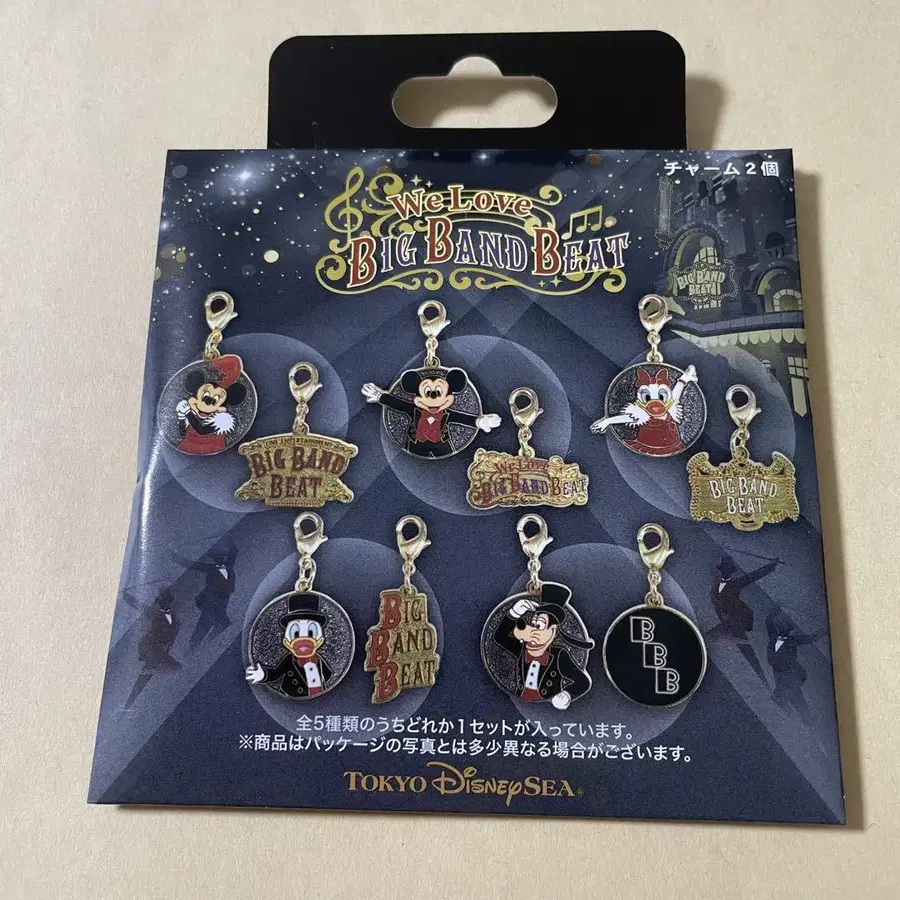 チャーム2個
We Love
BIG BAND BEAT
BIG BAND
BEAT
LIVE ENTERTAINMENT
BIG BAND
BEAT
We Love
BIG BAND BEAT
BIG BAND
BEAT
BIG
BAND
BEAT
B
B
B
全5種類のうちどれか1セットが入っています。
※商品はパッケージの写真とは多少異なる場合がございます。
TOKYO DISNEYSEA®